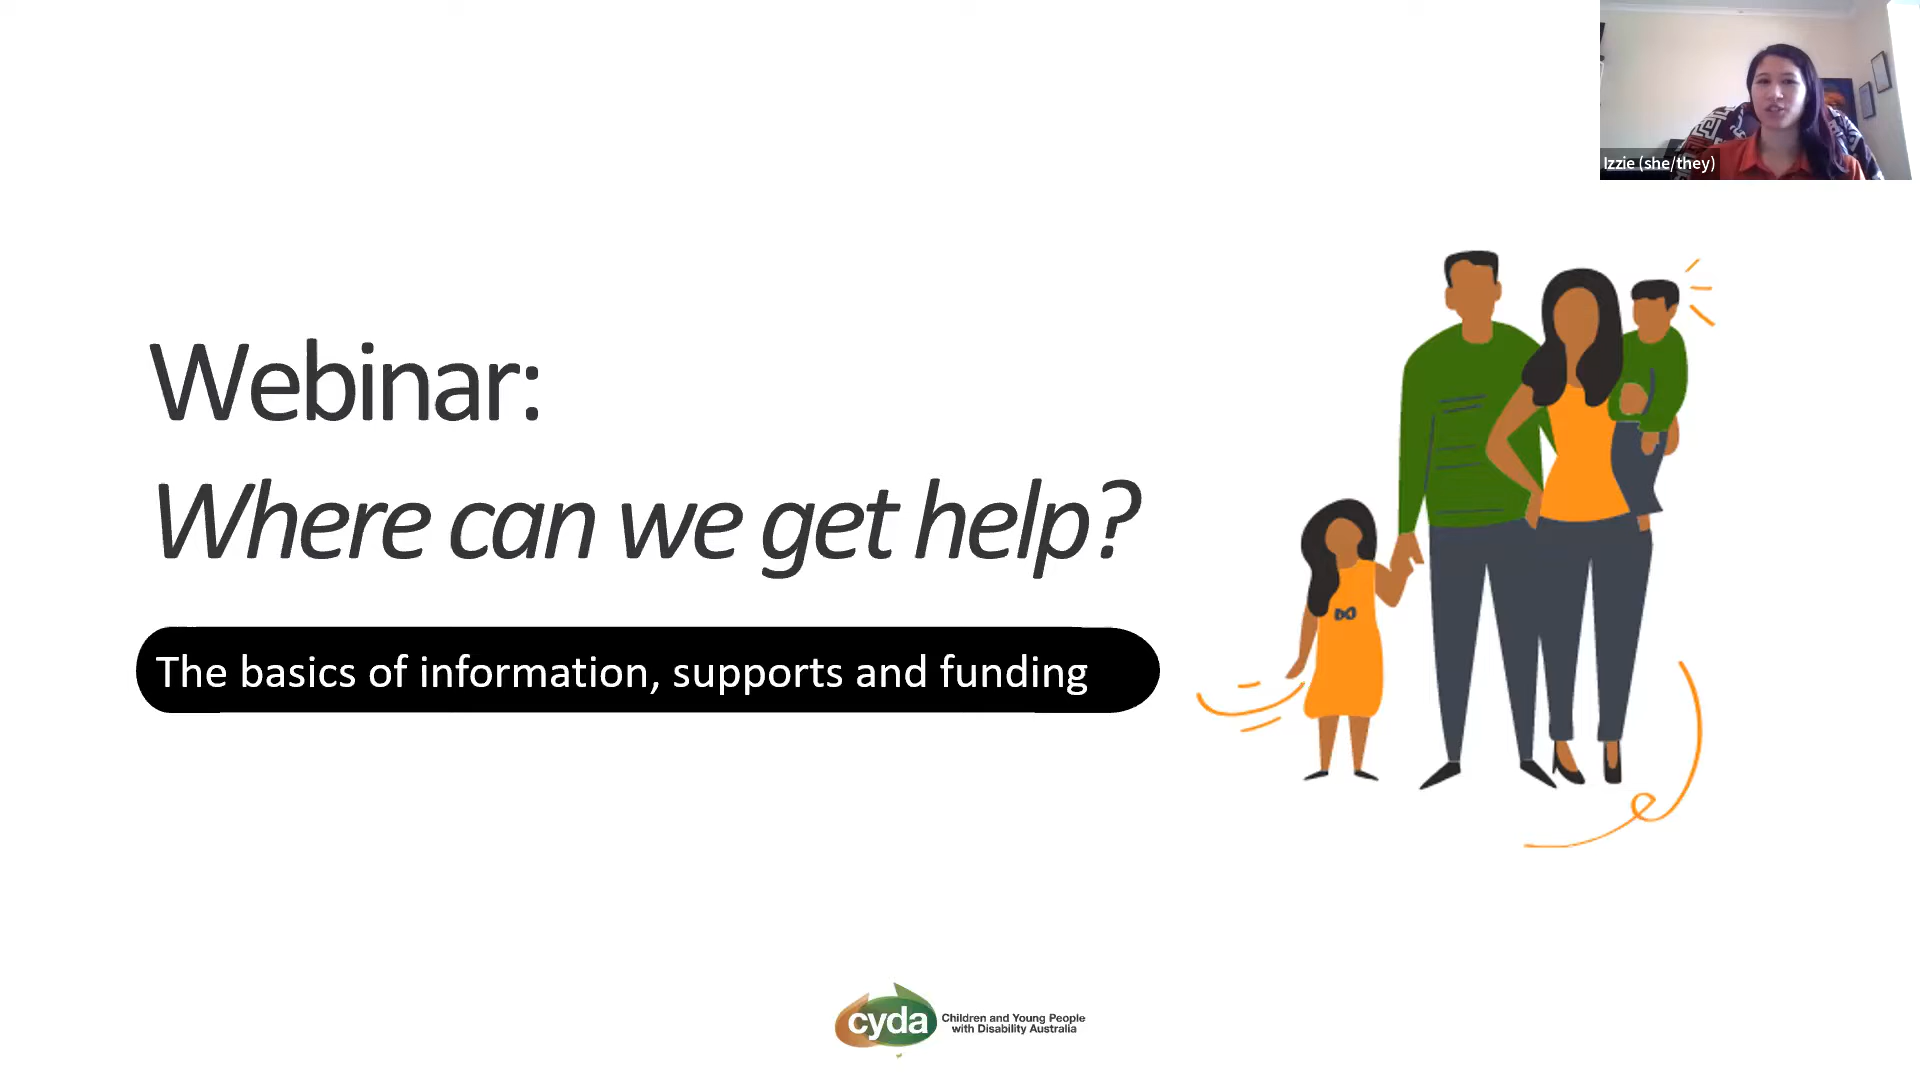 Izzie (she/they)
Webinar:
Where can we get help?
The basics of information, supports and funding
cyda
Children and Young People
with Disability Australia